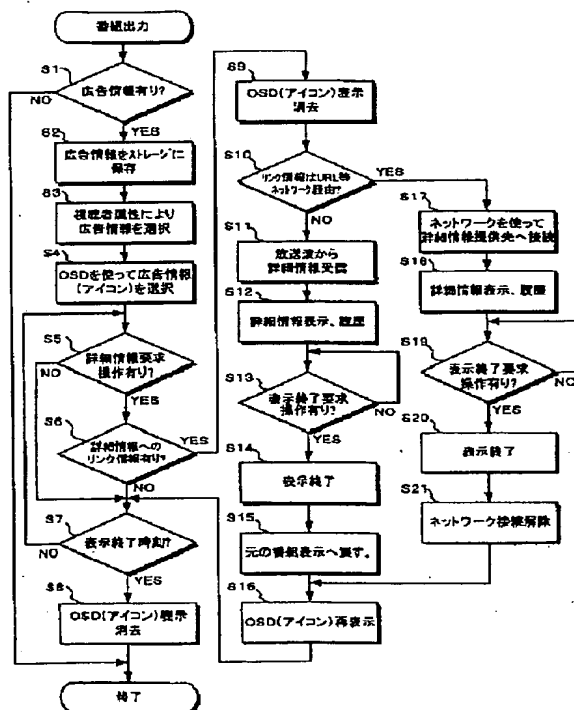 番組出力
S1
広告情報有り?
NO
YES
S2
広告情報をストレージに
保存
S3
視聴者属性により
広告情報を選択
S4
OSDを使って広告情報
(アイコン)を選択
S5
詳細情報要求
操作有り?
NO
YES
S6
詳細情報への
リンク情報有り?
YES
NO
S7
表示終了時刻?
NO
YES
S8
OSD(アイコン)表示
消去
終了
S9
OSD(アイコン)表示
消去
S10
リンク情報はURL等
ネットワーク経由?
YES
NO
S11
放送波から
詳細情報受信
S12
詳細情報表示、履歴
S13
表示終了要求
操作有り?
NO
YES
S14
表示終了
S15
元の番組表示へ戻す。
S16
OSD(アイコン)再表示
S17
ネットワークを使って
詳細情報提供先へ接続
S18
詳細情報表示、履歴
S19
表示終了要求
操作有り?
NO
YES
S20
表示終了
S21
ネットワーク接続解除